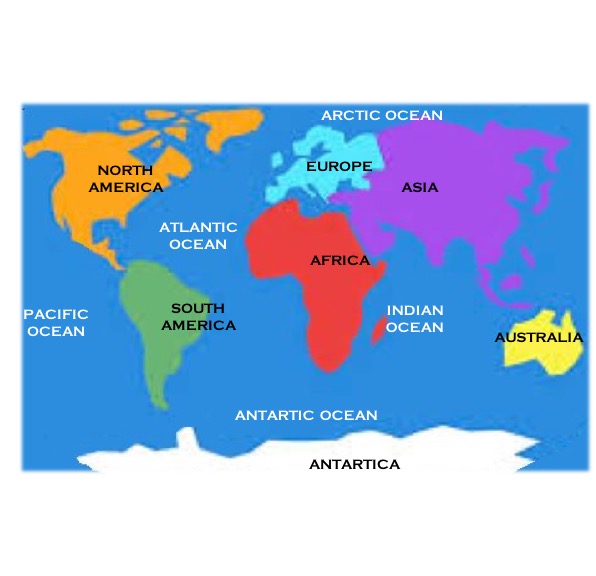 ARCTIC OCEAN
EUROPE
NORTH
AMERICA
ASIA
ATLANTIC
OCEAN
AFRICA
PACIFIC
OCEAN
SOUTH
AMERICA
INDIAN
OCEAN
AUSTRALIA
ANTARTIC OCEAN
ANTARTICA